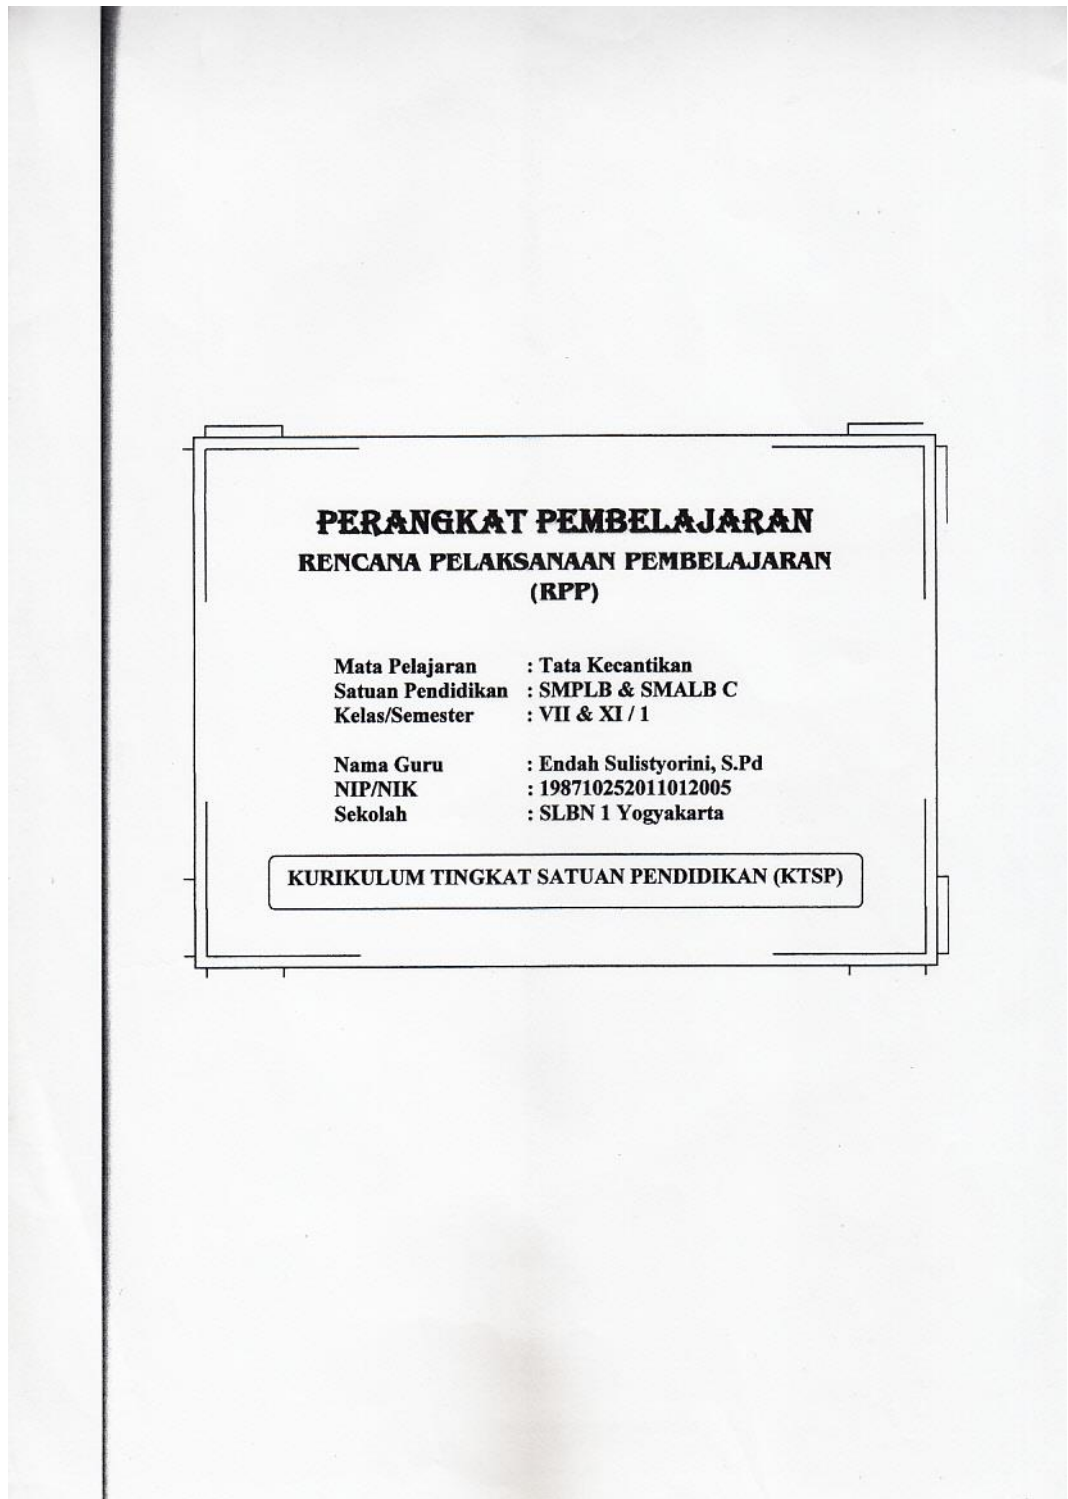 PERANGKAT PEMBELAJARAN
RENCANA PELAKSANAAN PEMBELAJARAN
(RPP)
Mata Pelajaran : Tata Kecantikan
Satuan Pendidikan : SMPLB & SMALB C
Kelas/Semester : VII & XI / 1
Nama Guru : Endah Sulistyorini, S.Pd
NIP/NIK : 198710252011012005
Sekolah : SLBN 1 Yogyakarta
KURIKULUM TINGKAT SATUAN PENDIDIKAN (KTSP)